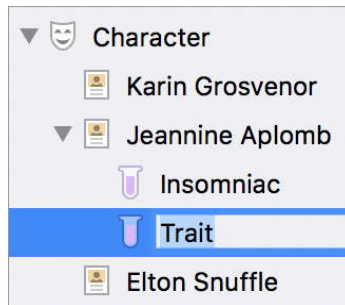 Character
Karin Grosvenor
Jeannine Aplomb
Insomniac
Trait
Elton Snuffle